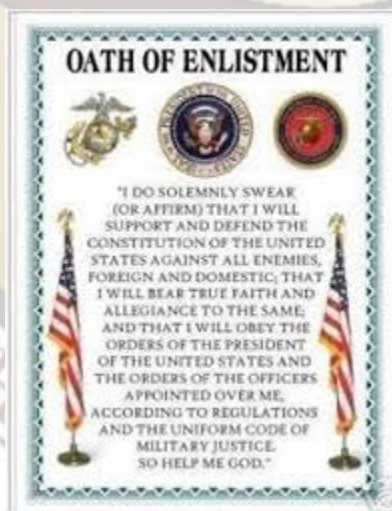 OATH OF ENLISTMENT
"I DO SOLEMNLY SWEAR
(OR AFFIRM) THAT I WILL
SUPPORT AND DEFEND THE
CONSTITUTION OF THE UNITED
STATES AGAINST ALL ENEMIES,
FOREIGN AND DOMESTIC; THAT
I WILL BEAR TRUE FAITH AND
ALLEGIANCE TO THE SAME;
AND THAT I WILL OBEY THE
ORDERS OF THE PRESIDENT
OF THE UNITED STATES AND
THE ORDERS OF THE OFFICERS
APPOINTED OVER ME,
ACCORDING TO REGULATIONS
AND THE UNIFORM CODE OF
MILITARY JUSTICE.
SO HELP ME GOD."